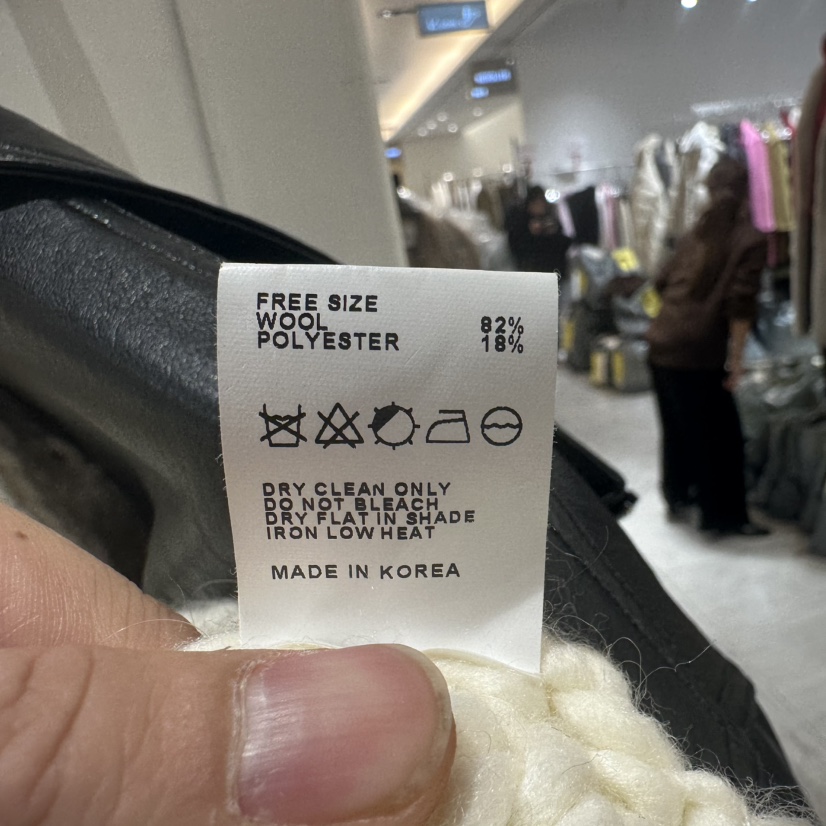 FREE SIZE
WOOL 82%
POLYESTER 18%
DRY CLEAN ONLY
DO NOT BLEACH
DRY FLAT IN SHADE
IRON LOW HEAT
MADE IN KOREA